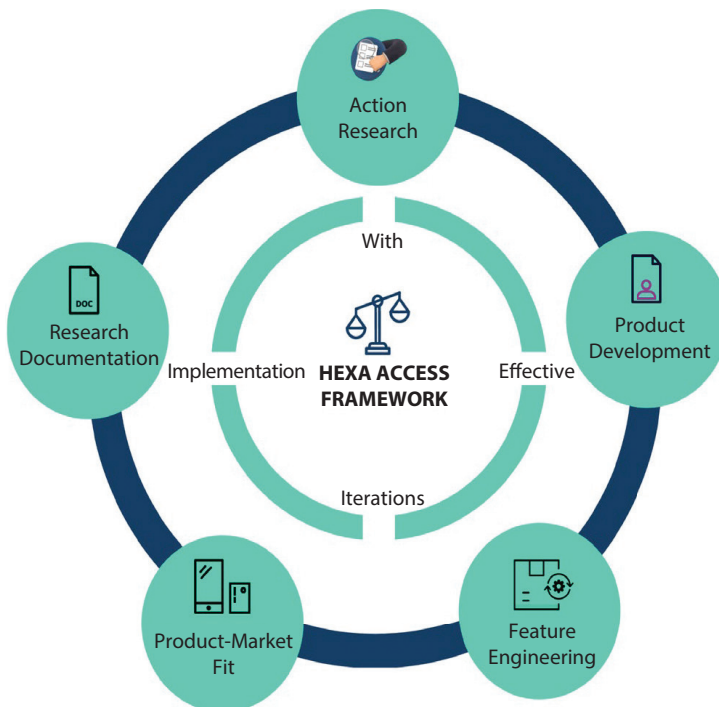 Action
Research
With
DOC
Research
Documentation
Product
Development
Implementation
HEXA ACCESS
FRAMEWORK
Effective
Iterations
Product-Market
Fit
Feature
Engineering